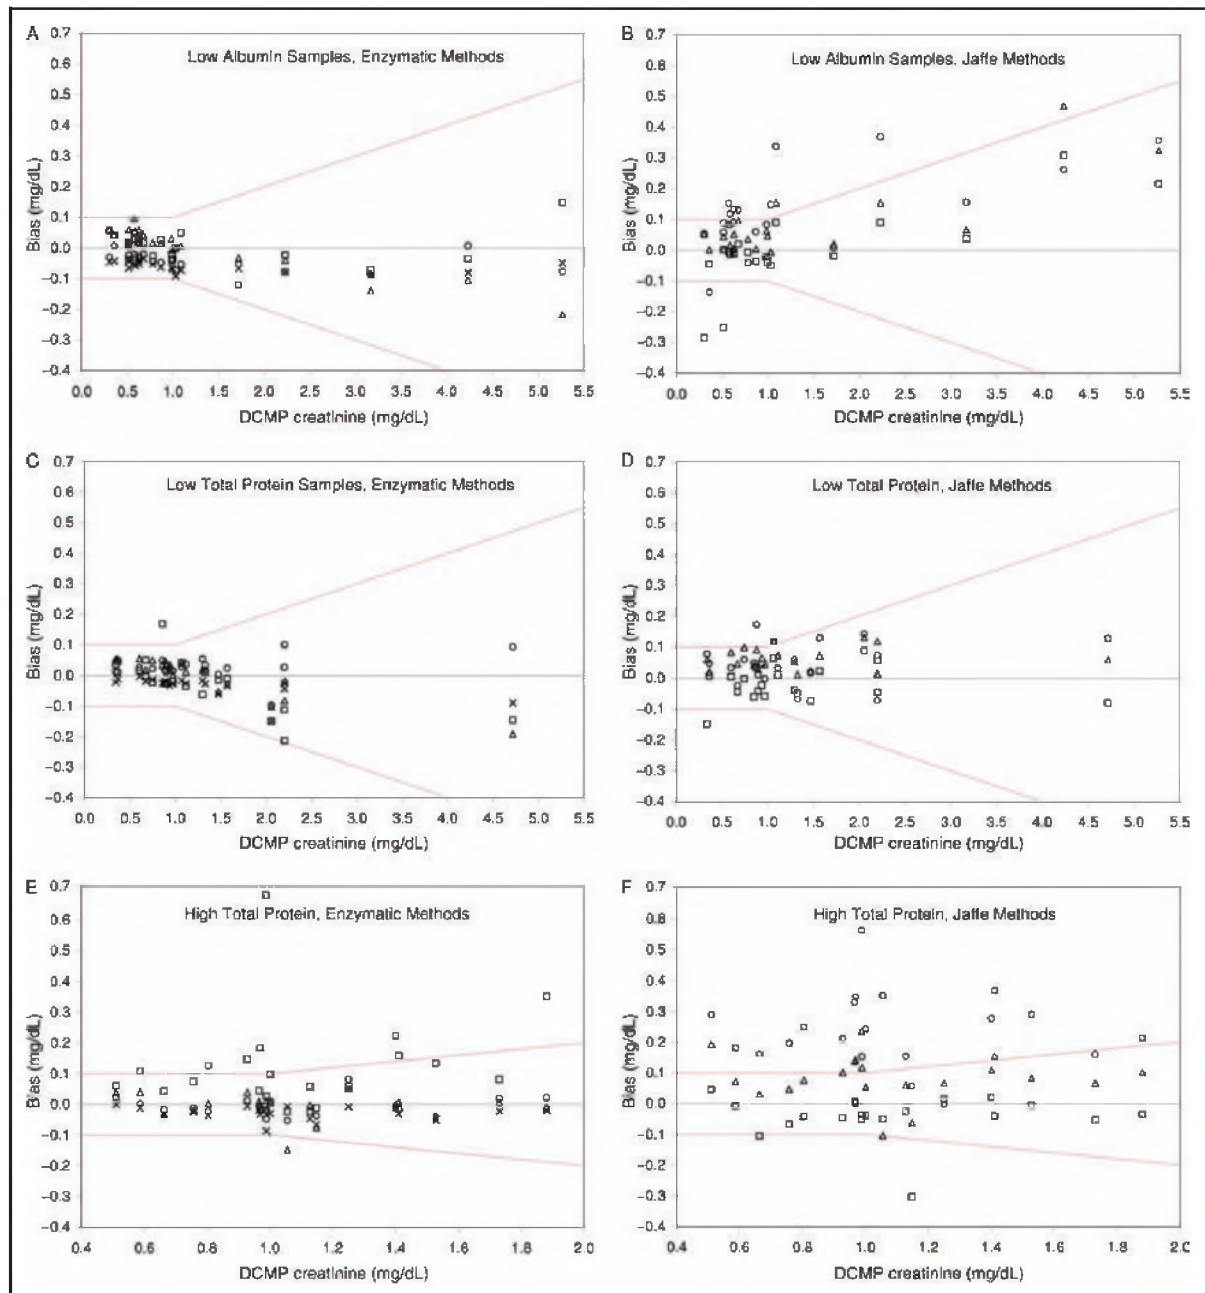 A
Low Albumin Samples, Enzymatic Methods
0.7
0.6
0.5
0.4
0.3
0.2
0.1
0.0
−0.1
−0.2
−0.3
−0.4
Bias (mg/dL)
0.0 0.5 1.0 1.5 2.0 2.5 3.0 3.5 4.0 4.5 5.0 5.5
DCMP creatinine (mg/dL)
B
Low Albumin Samples, Jaffe Methods
0.7
0.6
0.5
0.4
0.3
0.2
0.1
0.0
−0.1
−0.2
−0.3
−0.4
Bias (mg/dL)
0.0 0.5 1.0 1.5 2.0 2.5 3.0 3.5 4.0 4.5 5.0 5.5
DCMP creatinine (mg/dL)
C
Low Total Protein Samples, Enzymatic Methods
0.7
0.6
0.5
0.4
0.3
0.2
0.1
0.0
−0.1
−0.2
−0.3
−0.4
Bias (mg/dL)
0.0 0.5 1.0 1.5 2.0 2.5 3.0 3.5 4.0 4.5 5.0 5.5
DCMP creatinine (mg/dL)
D
Low Total Protein, Jaffe Methods
0.7
0.6
0.5
0.4
0.3
0.2
0.1
0.0
−0.1
−0.2
−0.3
−0.4
Bias (mg/dL)
0.0 0.5 1.0 1.5 2.0 2.5 3.0 3.5 4.0 4.5 5.0 5.5
DCMP creatinine (mg/dL)
E
High Total Protein, Enzymatic Methods
0.7
0.6
0.5
0.4
0.3
0.2
0.1
0.0
−0.1
−0.2
−0.3
−0.4
Bias (mg/dL)
0.4 0.6 0.8 1.0 1.2 1.4 1.6 1.8 2.0
DCMP creatinine (mg/dL)
F
High Total Protein, Jaffe Methods
0.7
0.6
0.5
0.4
0.3
0.2
0.1
0.0
−0.1
−0.2
−0.3
−0.4
Bias (mg/dL)
0.4 0.6 0.8 1.0 1.2 1.4 1.6 1.8 2.0
DCMP creatinine (mg/dL)